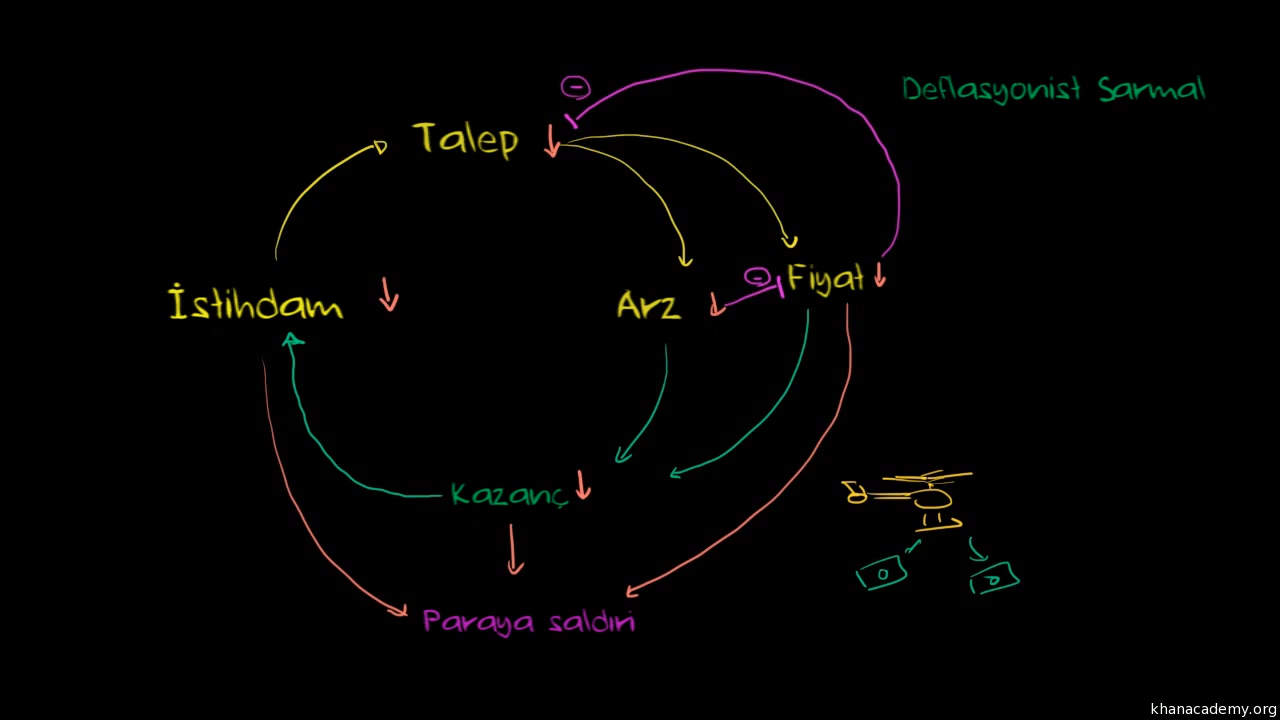 Deflasyonist Sarmal
Talep
İstihdam
Arz
Fiyat
Kazanç
Paraya saldırı
khanacademy.org